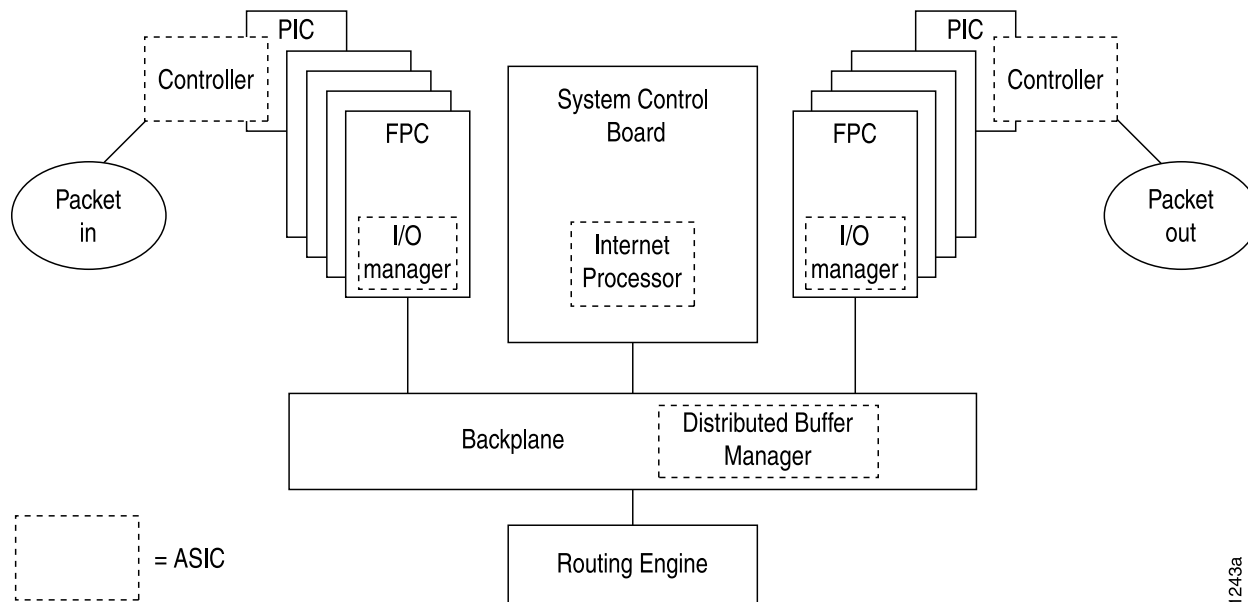 PIC
Controller
FPC
I/O
manager
Packet
in
System Control
Board
Internet
Processor
PIC
Controller
FPC
I/O
manager
Packet
out
Backplane
Distributed Buffer
Manager
Routing Engine
= ASIC
1243a